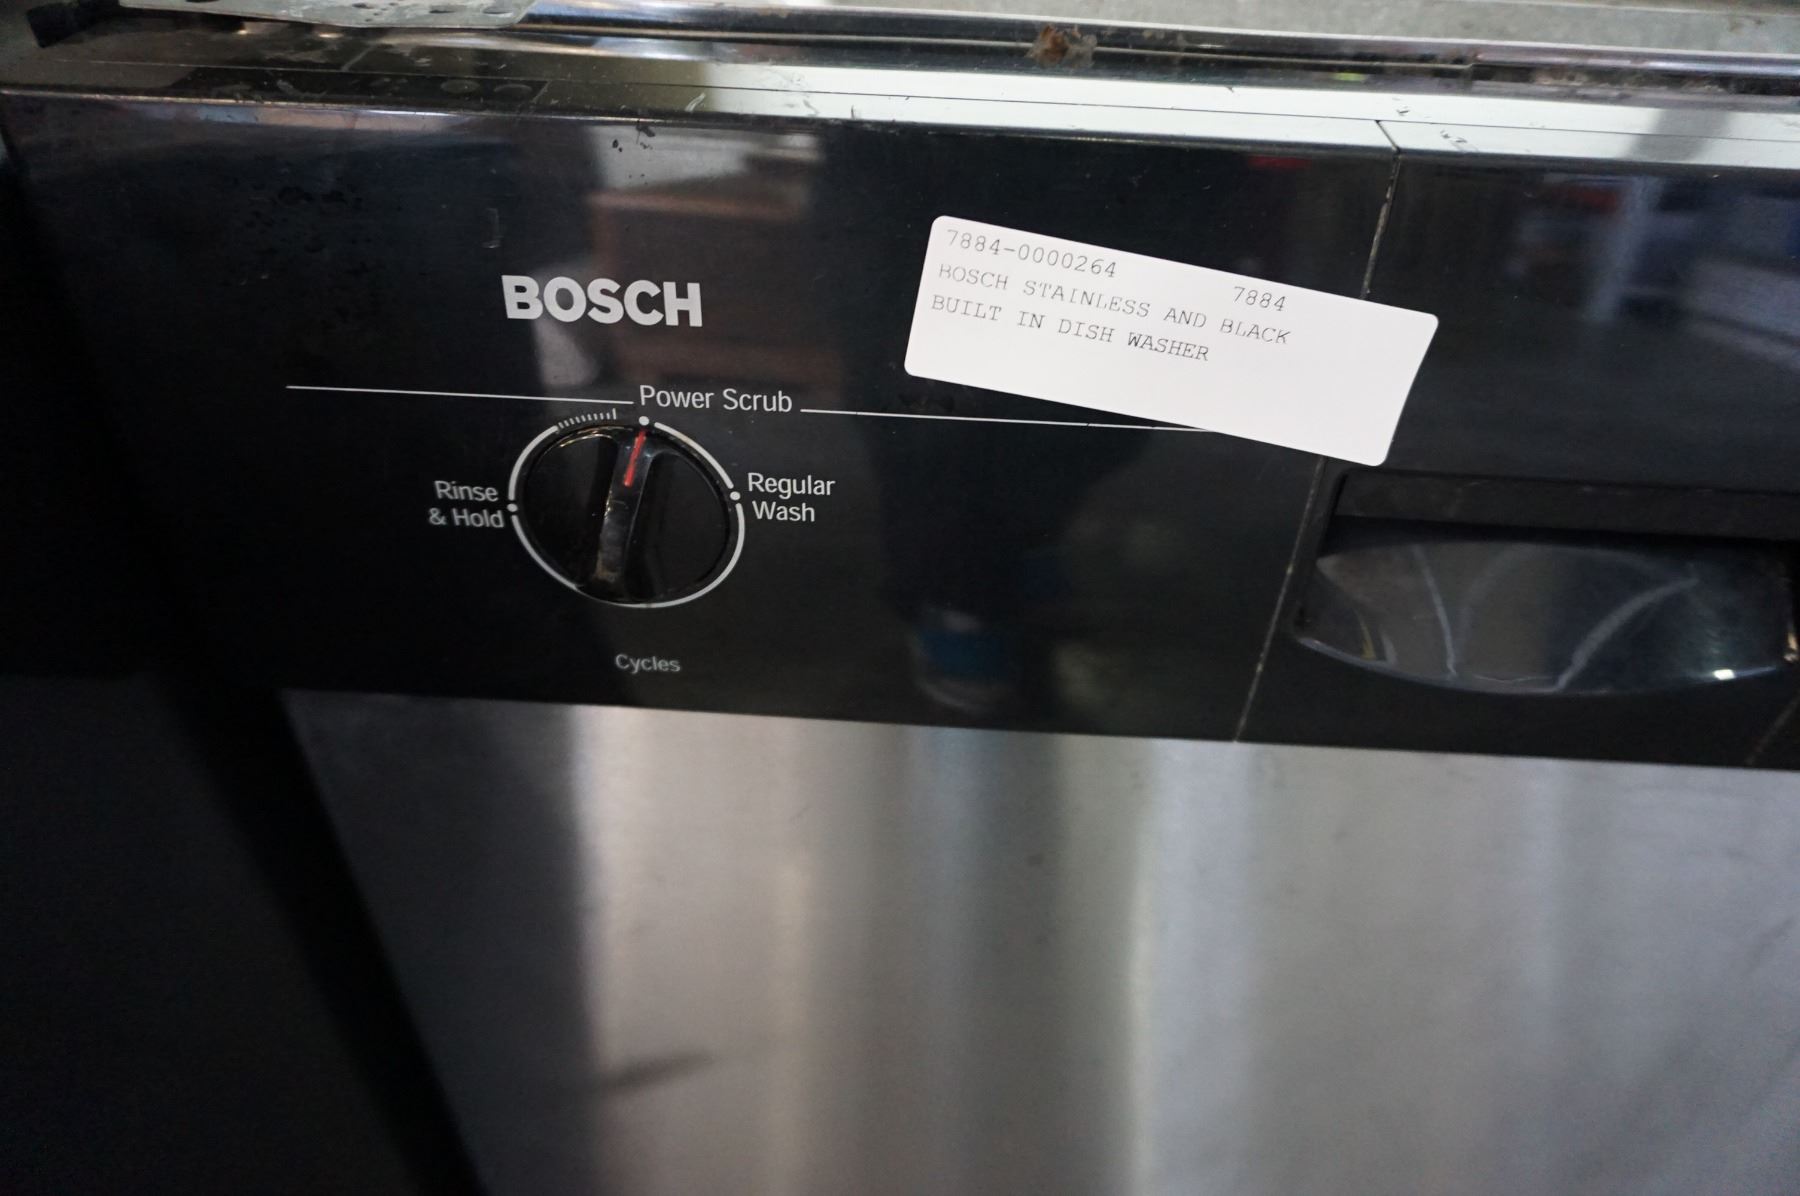 BOSCH
7884-0000264 7884
BOSCH STAINLESS AND BLACK
BUILT IN DISH WASHER
Power Scrub
Rinse
& Hold
Regular
Wash
Cycles